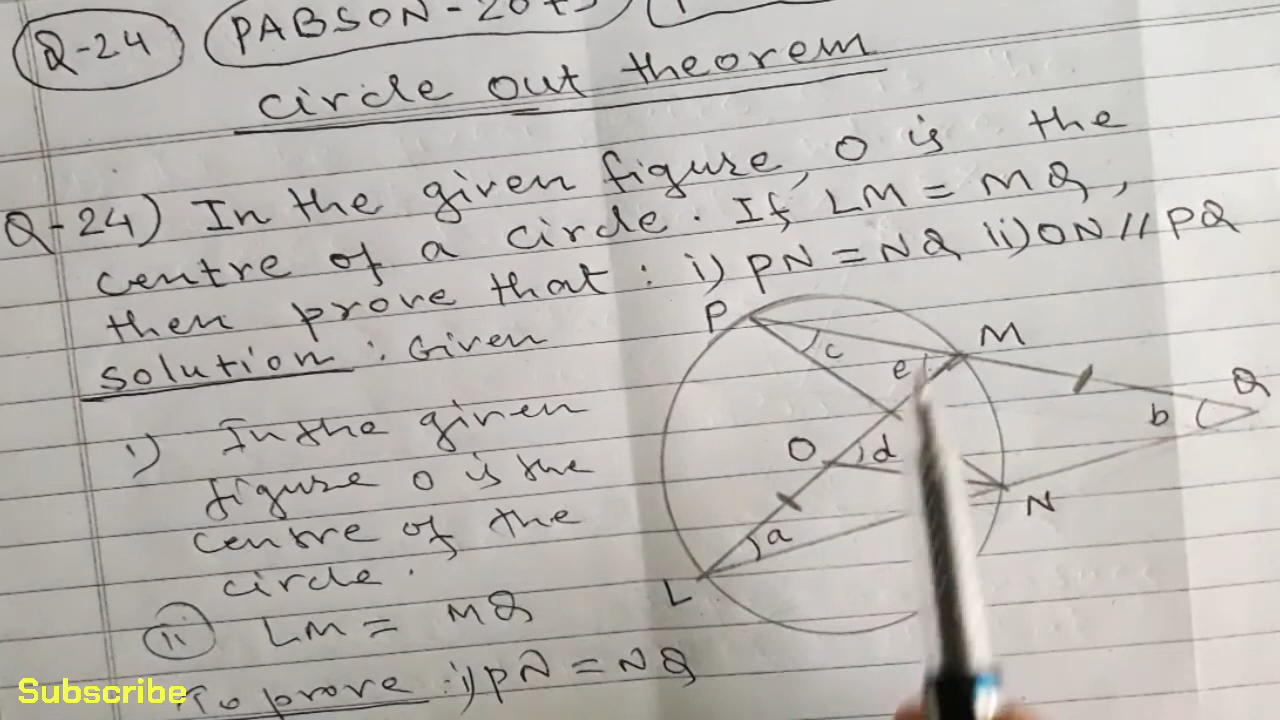 Q-24
PABSON-20
circle out theorem
Q-24) In the given figure, O is the
centre of a circle. If LM = MQ,
then prove that: i) PN = NQ ii) ON // PQ
solution: Given
i) In the given
figure O is the
centre of the
circle.
ii) LM = MQ
To prove: i) PN = NQ
P
M
c
e
Q
b
O
d
N
a
L
Subscribe